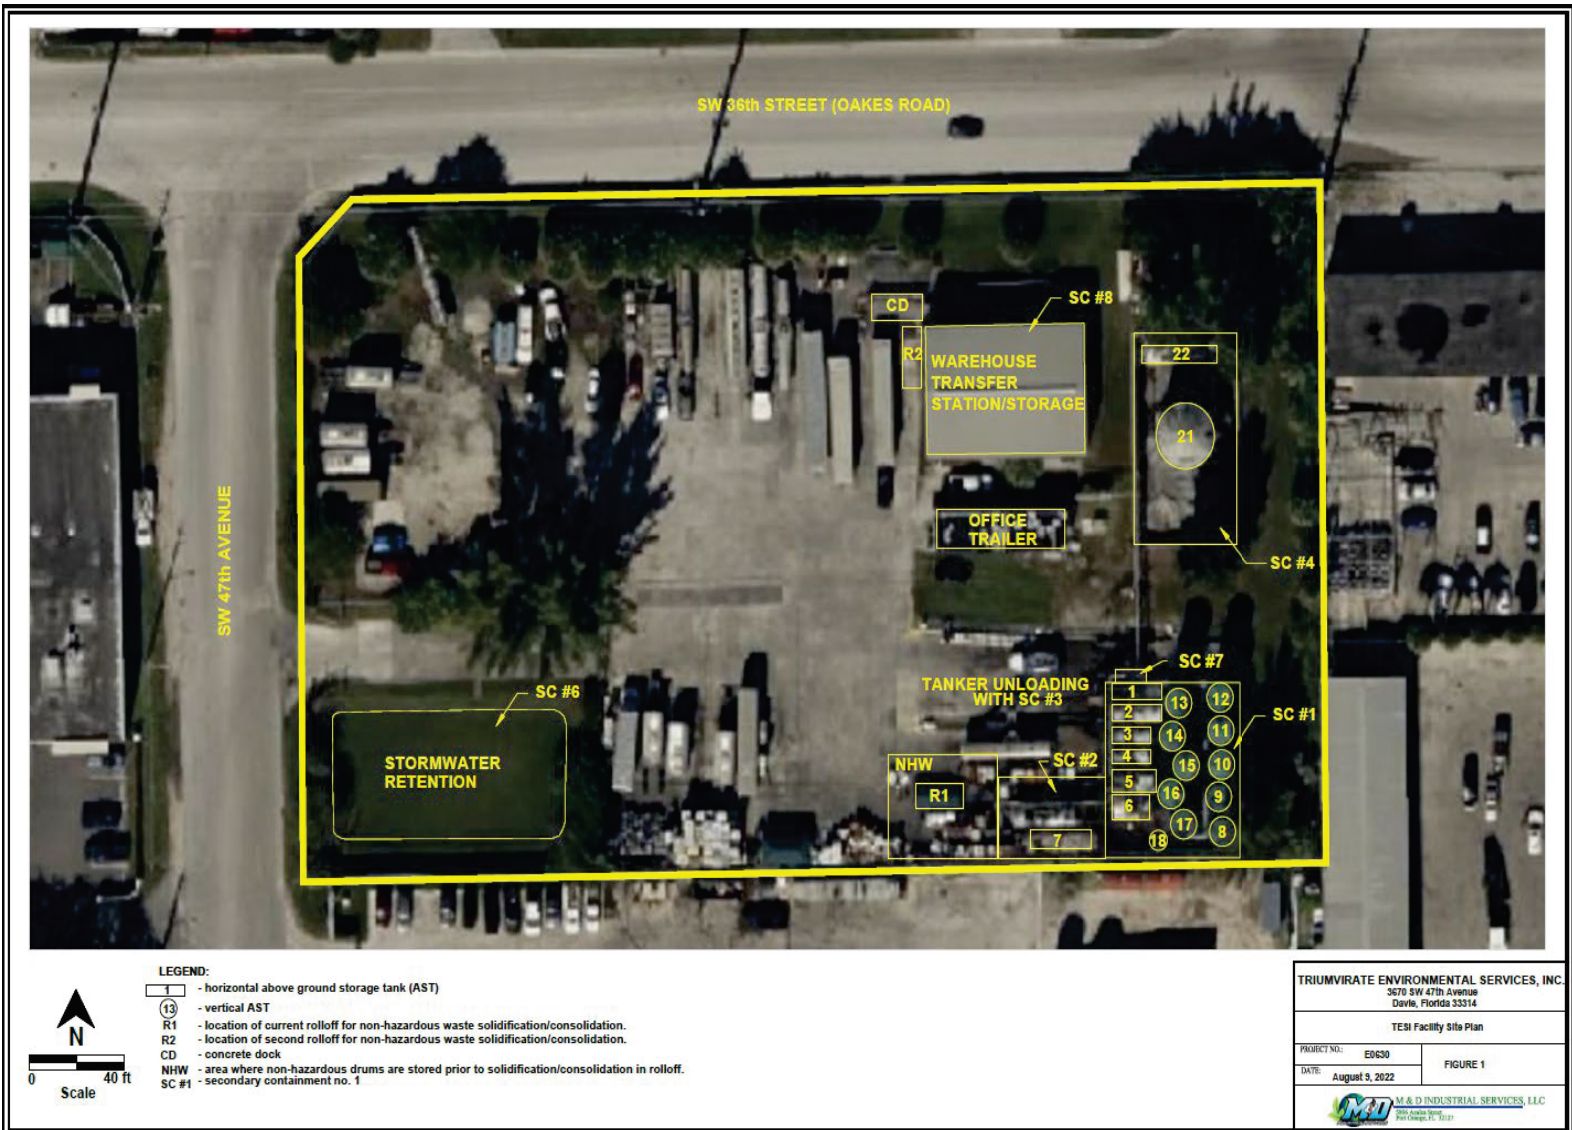 SW 36th STREET (OAKES ROAD)
SW 47th AVENUE
CD
SC #8
R2
WAREHOUSE
TRANSFER
STATION/STORAGE
22
21
OFFICE
TRAILER
SC #4
SC #7
TANKER UNLOADING
WITH SC #3
SC #6
STORMWATER
RETENTION
SC #1
1
2
3
4
5
6
13
12
14
11
15
10
16
9
17
8
18
NHW
R1
SC #2
7
LEGEND:
1 - horizontal above ground storage tank (AST)
13 - vertical AST
R1 - location of current rolloff for non-hazardous waste solidification/consolidation.
R2 - location of second rolloff for non-hazardous waste solidification/consolidation.
CD - concrete dock
NHW - area where non-hazardous drums are stored prior to solidification/consolidation in rolloff.
SC #1 - secondary containment no. 1
N
0 40 ft
Scale
TRIUMVIRATE ENVIRONMENTAL SERVICES, INC.
3670 SW 47th Avenue
Davie, Florida 33314
TESI Facility Site Plan
PROJECT NO.: E0630
DATE: August 9, 2022
FIGURE 1
M&D
M & D INDUSTRIAL SERVICES, LLC
Port Orange, FL 32127